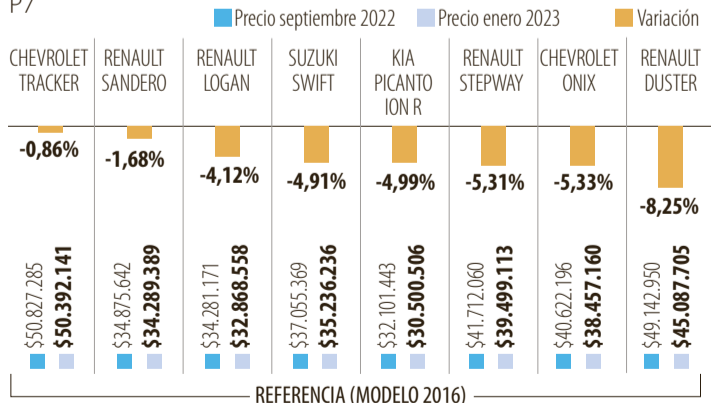 P7
Precio septiembre 2022 Precio enero 2023 Variación
CHEVROLET TRACKER
RENAULT SANDERO
RENAULT LOGAN
SUZUKI SWIFT
KIA PICANTO ION R
RENAULT STEPWAY
CHEVROLET ONIX
RENAULT DUSTER
-0,86%
-1,68%
-4,12%
-4,91%
-4,99%
-5,31%
-5,33%
-8,25%
$50.827.285
$50.392.141
$34.875.642
$34.289.389
$34.281.171
$32.868.558
$37.055.369
$35.236.236
$32.101.443
$30.500.506
$41.712.060
$39.499.113
$40.622.196
$38.457.160
$49.142.950
$45.087.705
REFERENCIA (MODELO 2016)